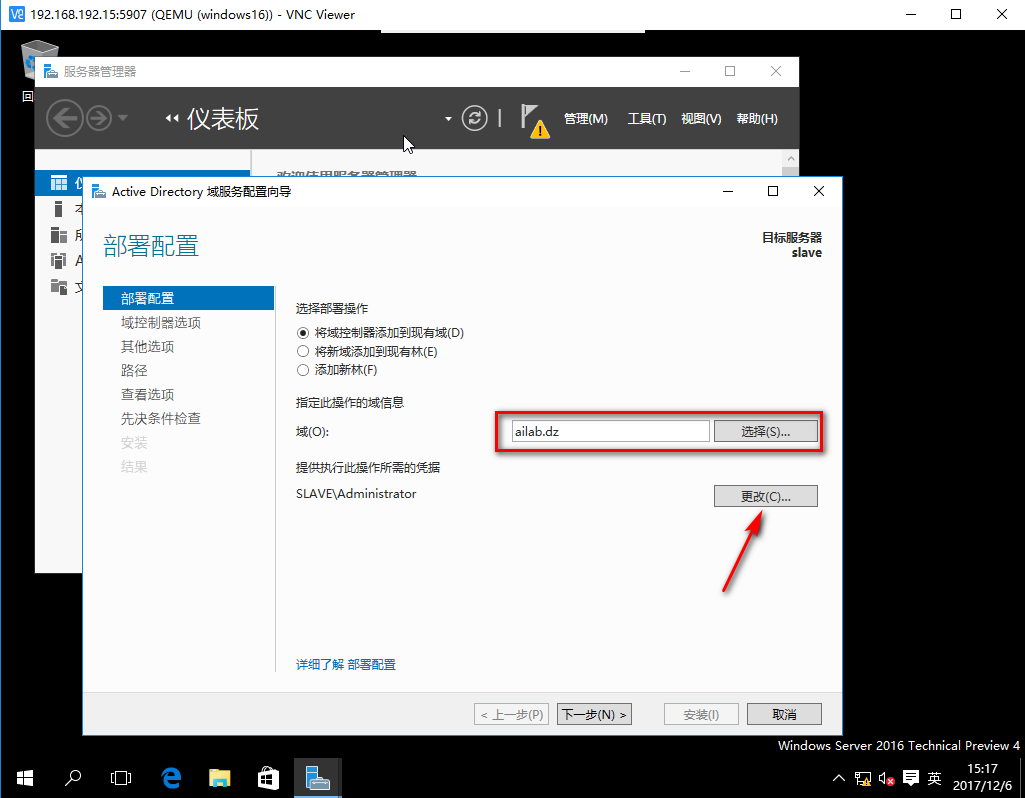 192.168.192.15:5907 (QEMU (windows16)) - VNC Viewer
回
服务器管理器
仪表板
管理(M) 工具(T) 视图(V) 帮助(H)
欢迎使用服务器管理器
Active Directory 域服务配置向导
部署配置
目标服务器
slave
部署配置
域控制器选项
其他选项
路径
查看选项
先决条件检查
安装
结果
选择部署操作
将域控制器添加到现有域(D)
将新域添加到现有林(E)
添加新林(F)
指定此操作的域信息
域(O):
ailab.dz
选择(S)...
提供执行此操作所需的凭据
SLAVE\Administrator
更改(C)...
详细了解 部署配置
< 上一步(P) 下一步(N) > 安装(I) 取消
Windows Server 2016 Technical Preview 4
英
15:17
2017/12/6